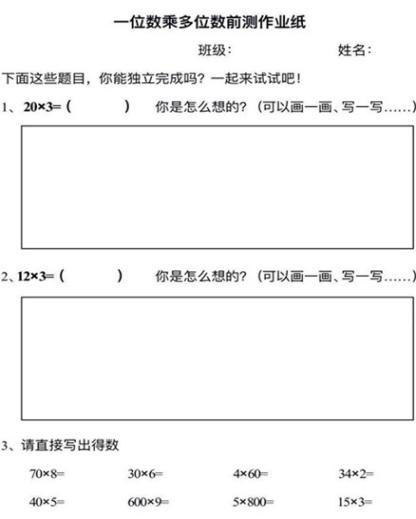 一位数乘多位数前测作业纸
班级： 姓名：
下面这些题目，你能独立完成吗？一起来试试吧！
1、20×3=（ ） 你是怎么想的？（可以画一画、写一写……）
2、12×3=（ ） 你是怎么想的？（可以画一画、写一写……）
3、请直接写出得数
70×8= 30×6= 4×60= 34×2=
40×5= 600×9= 5×800= 15×3=